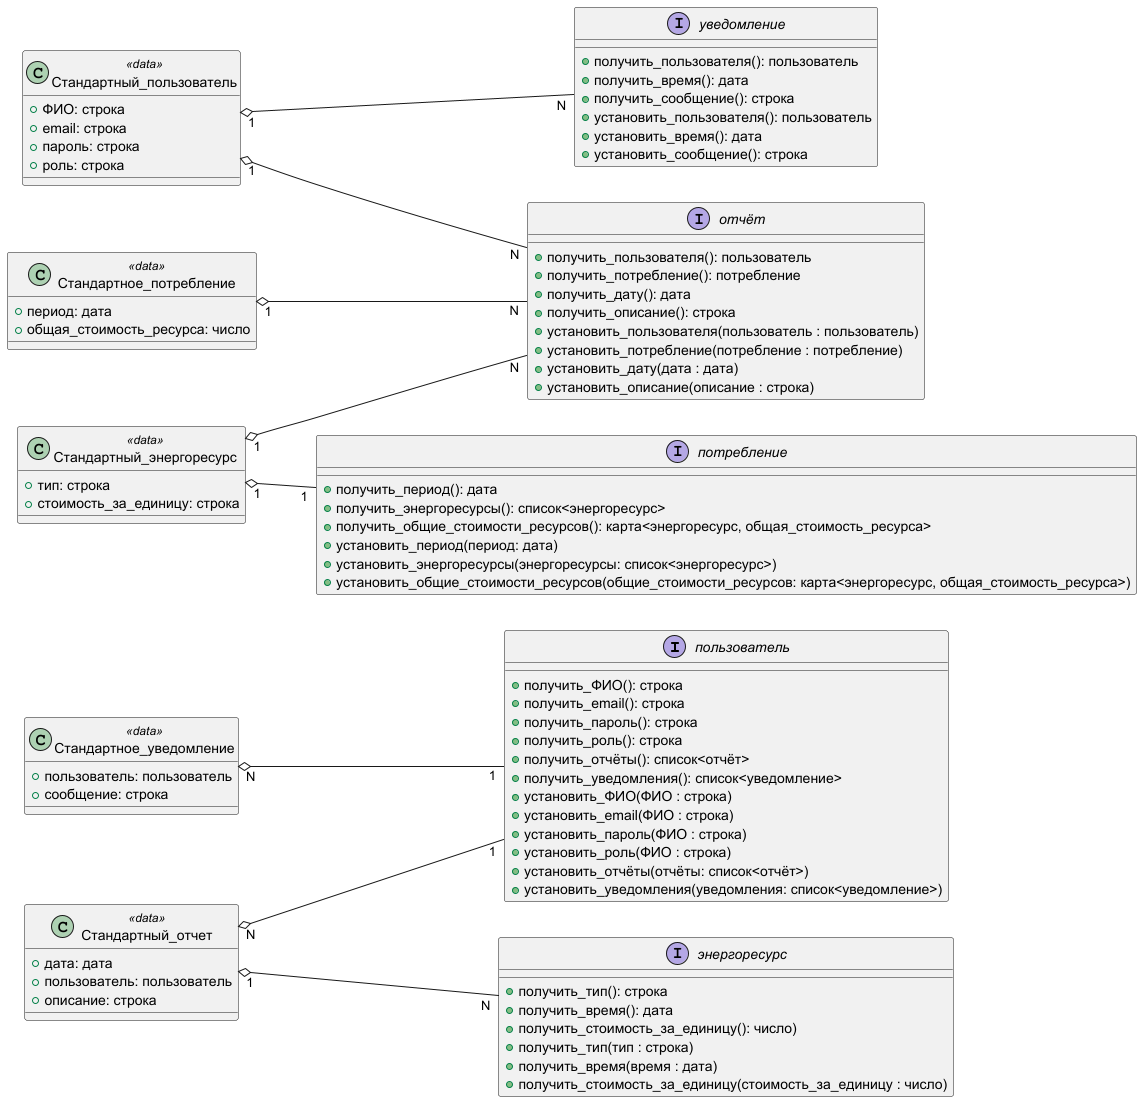 C
«data»
Стандартный_пользователь
ФИО: строка
email: строка
пароль: строка
роль: строка
1
1
N
I
уведомление
получить_пользователя(): пользователь
получить_время(): дата
получить_сообщение(): строка
установить_пользователя(): пользователь
установить_время(): дата
установить_сообщение(): строка
C
«data»
Стандартное_потребление
период: дата
общая_стоимость_ресурса: число
1
N
N
N
I
отчёт
получить_пользователя(): пользователь
получить_потребление(): потребление
получить_дату(): дата
получить_описание(): строка
установить_пользователя(пользователь : пользователь)
установить_потребление(потребление : потребление)
установить_дату(дата : дата)
установить_описание(описание : строка)
C
«data»
Стандартный_энергоресурс
тип: строка
стоимость_за_единицу: строка
1
1
1
I
потребление
получить_период(): дата
получить_энергоресурсы(): список<энергоресурс>
получить_общие_стоимости_ресурсов(): карта<энергоресурс, общая_стоимость_ресурса>
установить_период(период: дата)
установить_энергоресурсы(энергоресурсы: список<энергоресурс>)
установить_общие_стоимости_ресурсов(общие_стоимости_ресурсов: карта<энергоресурс, общая_стоимость_ресурса>)
C
«data»
Стандартное_уведомление
пользователь: пользователь
сообщение: строка
N
1
1
I
пользователь
получить_ФИО(): строка
получить_email(): строка
получить_пароль(): строка
получить_роль(): строка
получить_отчёты(): список<отчёт>
получить_уведомления(): список<уведомление>
установить_ФИО(ФИО : строка)
установить_email(ФИО : строка)
установить_пароль(ФИО : строка)
установить_роль(ФИО : строка)
установить_отчёты(отчёты: список<отчёт>)
установить_уведомления(уведомления: список<уведомление>)
C
«data»
Стандартный_отчет
дата: дата
пользователь: пользователь
описание: строка
N
1
N
I
энергоресурс
получить_тип(): строка
получить_время(): дата
получить_стоимость_за_единицу(): число)
получить_тип(тип : строка)
получить_время(время : дата)
получить_стоимость_за_единицу(стоимость_за_единицу : число)